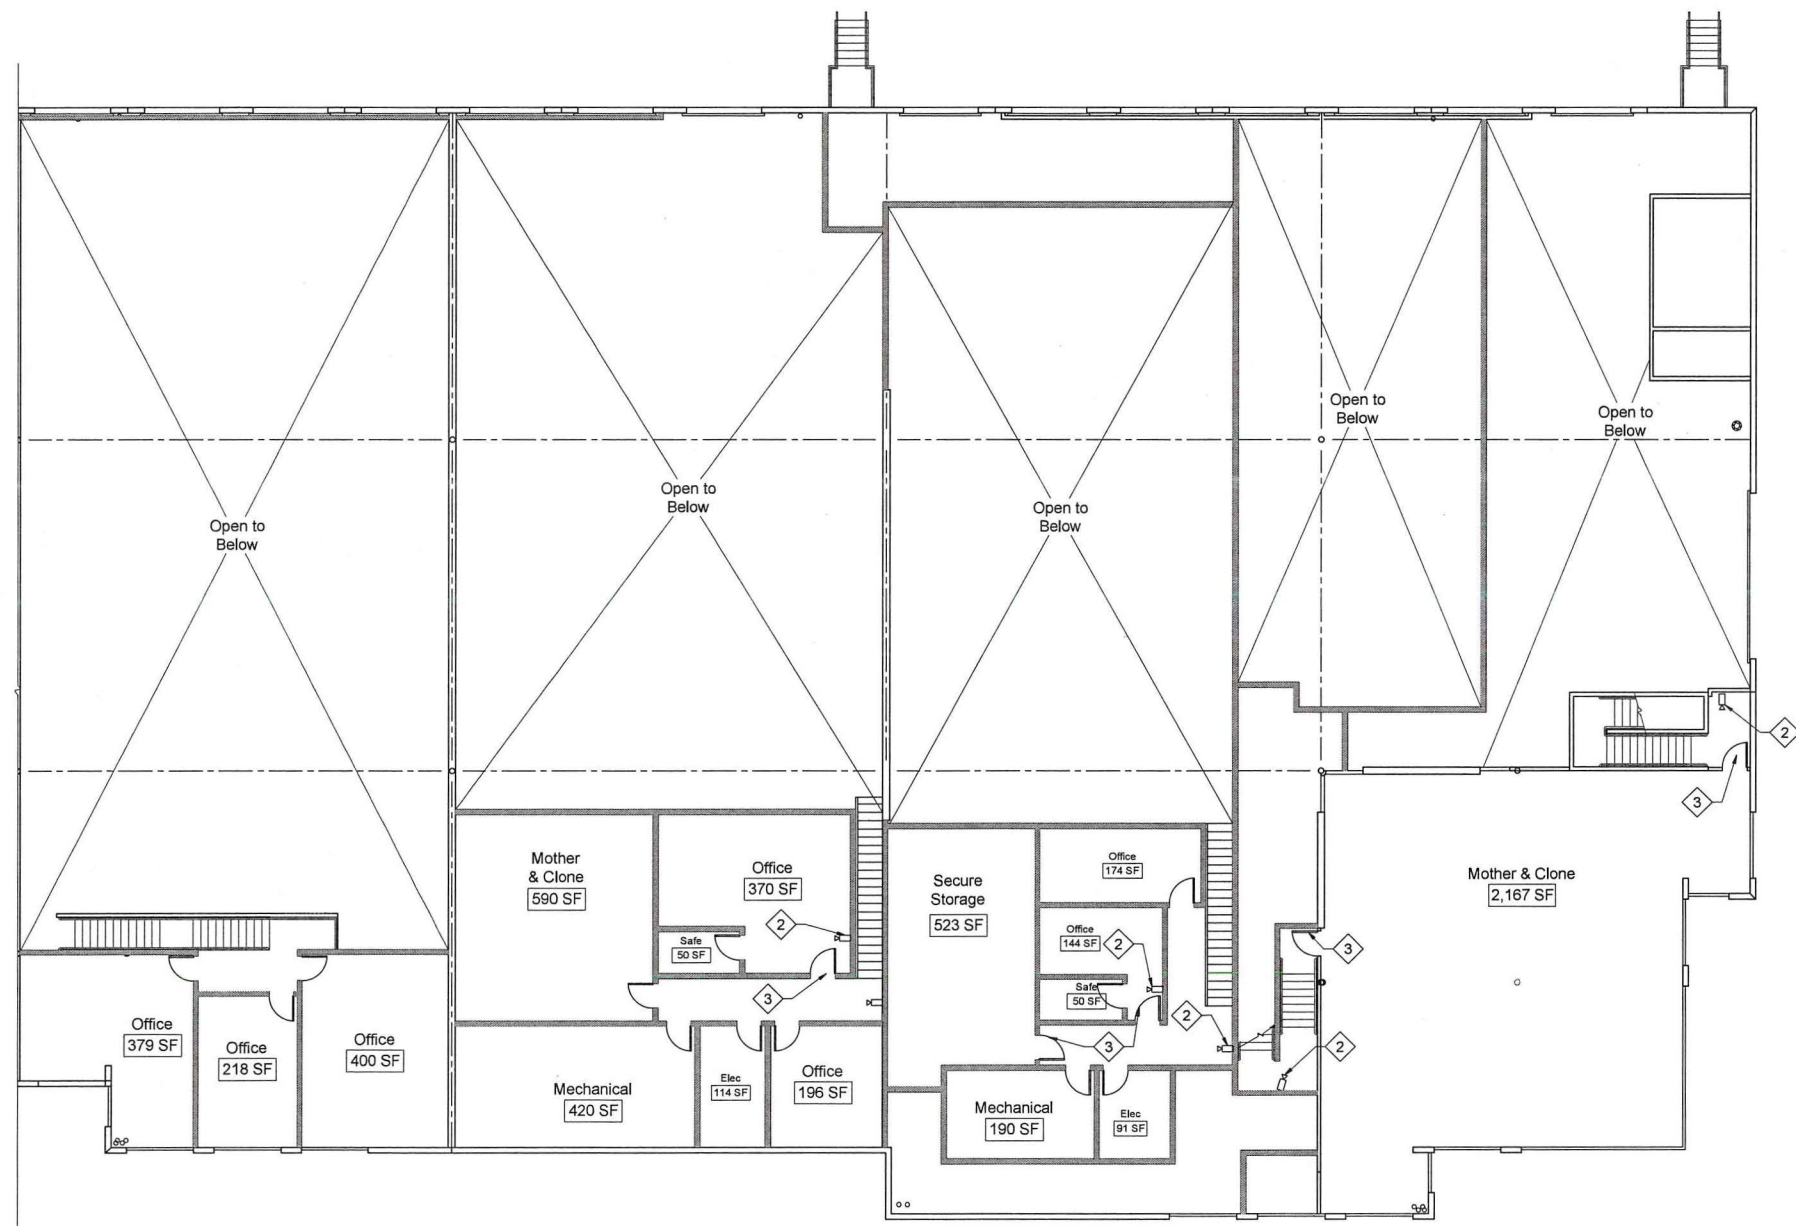 Open to
Below
Open to
Below
Open to
Below
Open to
Below
Open to
Below
2
3
Mother
& Clone
590 SF
Office
370 SF
2
Safe
50 SF
3
Secure
Storage
523 SF
Office
174 SF
Office
144 SF
2
Safe
50 SF
2
3
Mother & Clone
2,167 SF
3
2
Office
379 SF
Office
218 SF
Office
400 SF
Mechanical
420 SF
Elec
114 SF
Office
196 SF
Mechanical
190 SF
Elec
91 SF